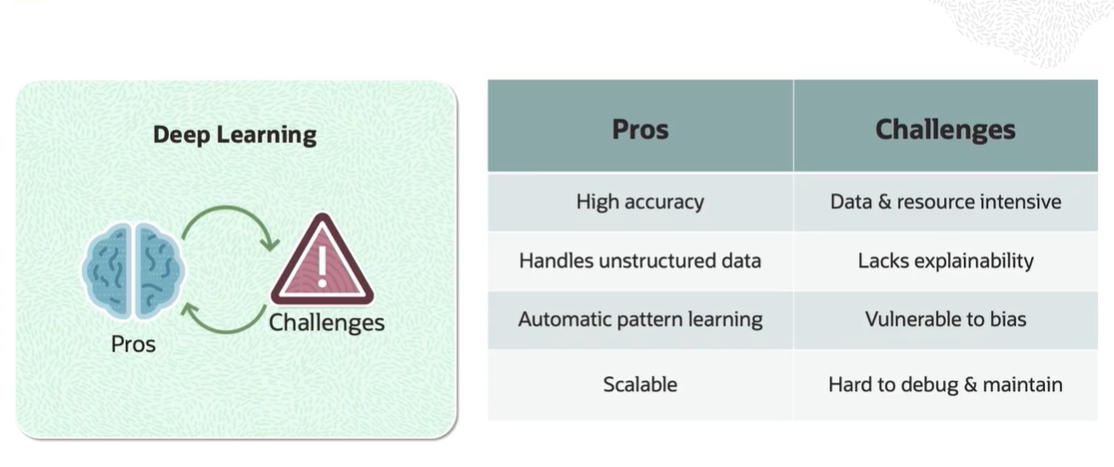 Deep Learning
Pros
Challenges
Pros Challenges
High accuracy Data & resource intensive
Handles unstructured data Lacks explainability
Automatic pattern learning Vulnerable to bias
Scalable Hard to debug & maintain